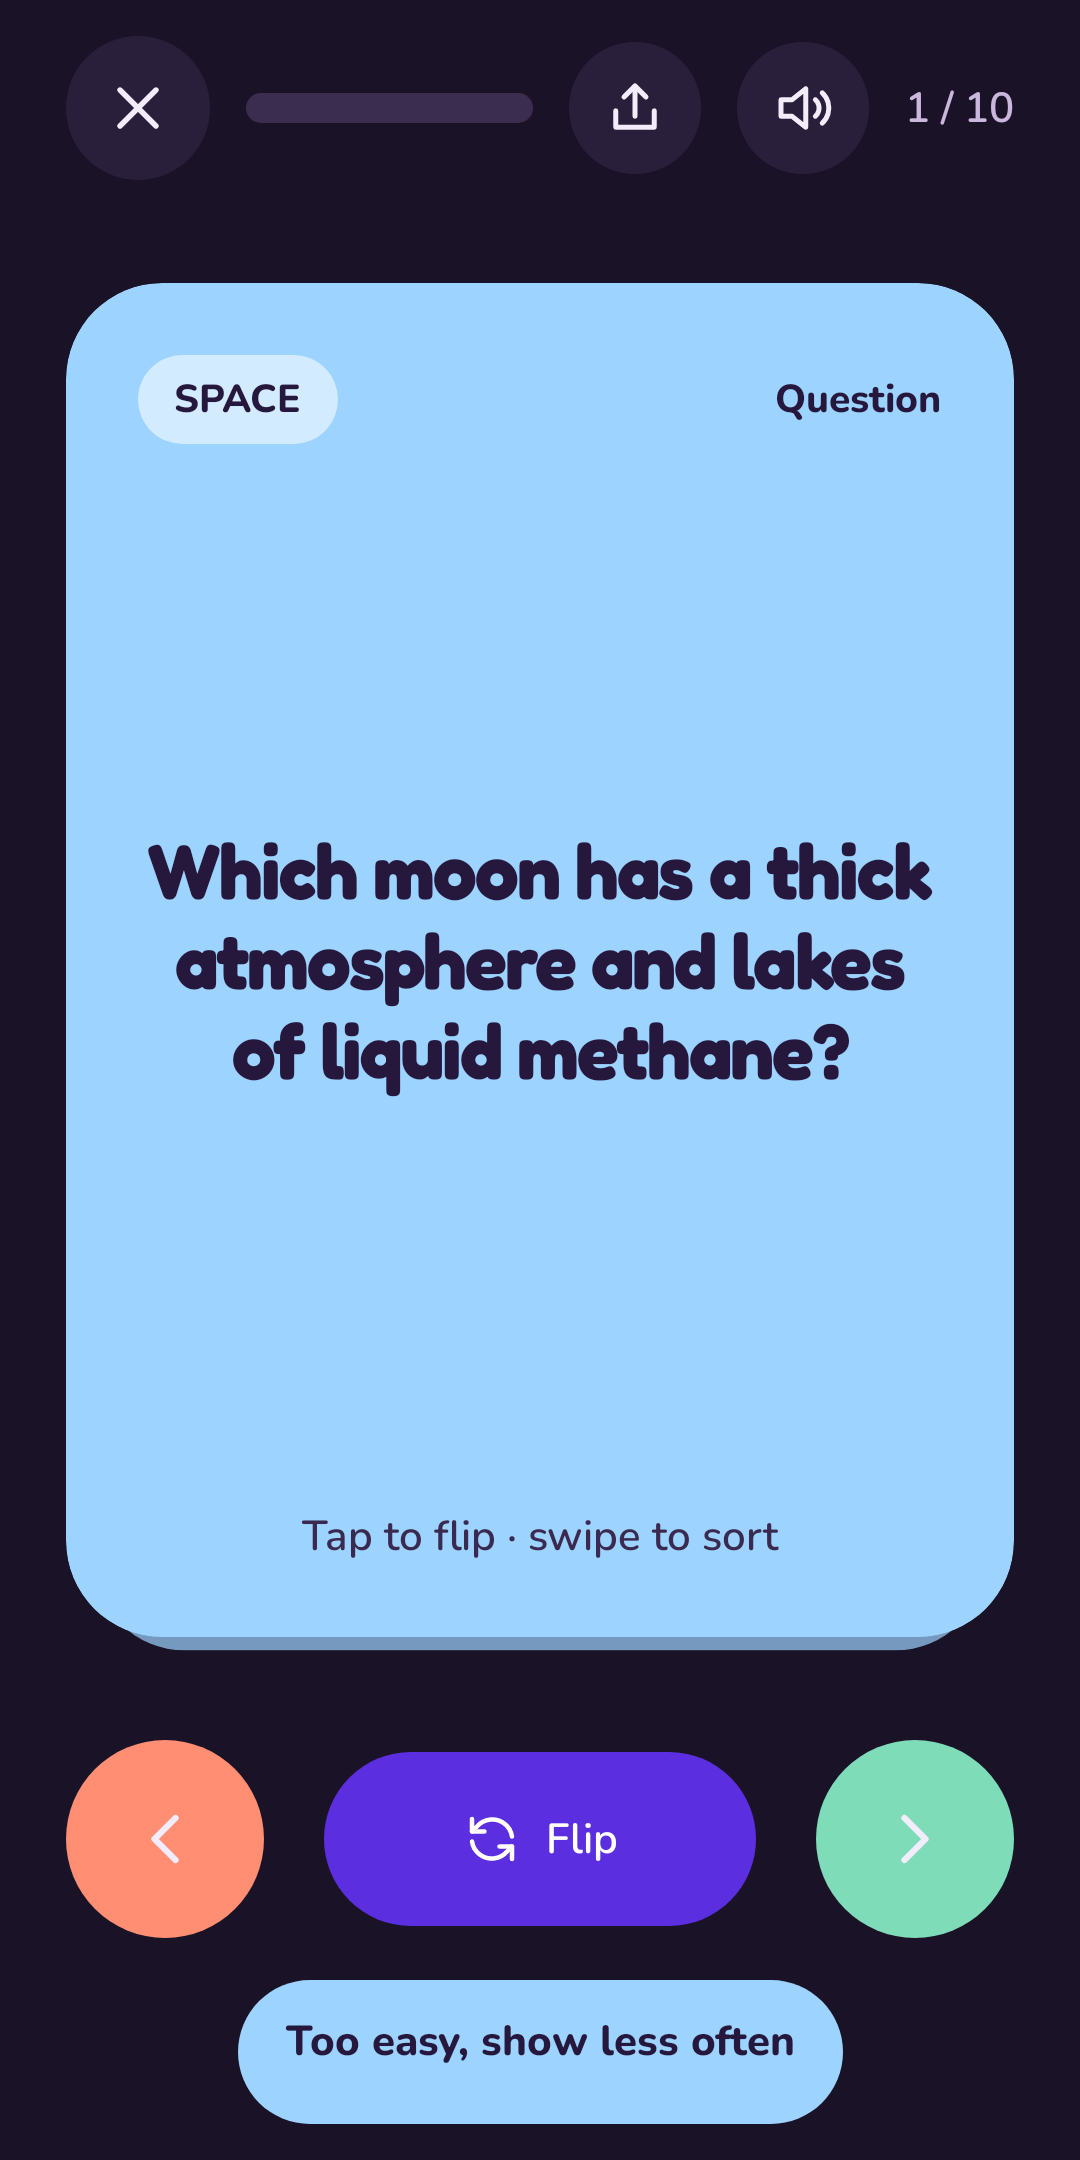 1 / 10
SPACE
Question
Which moon has a thick
atmosphere and lakes
of liquid methane?
Tap to flip · swipe to sort
Flip
Too easy, show less often